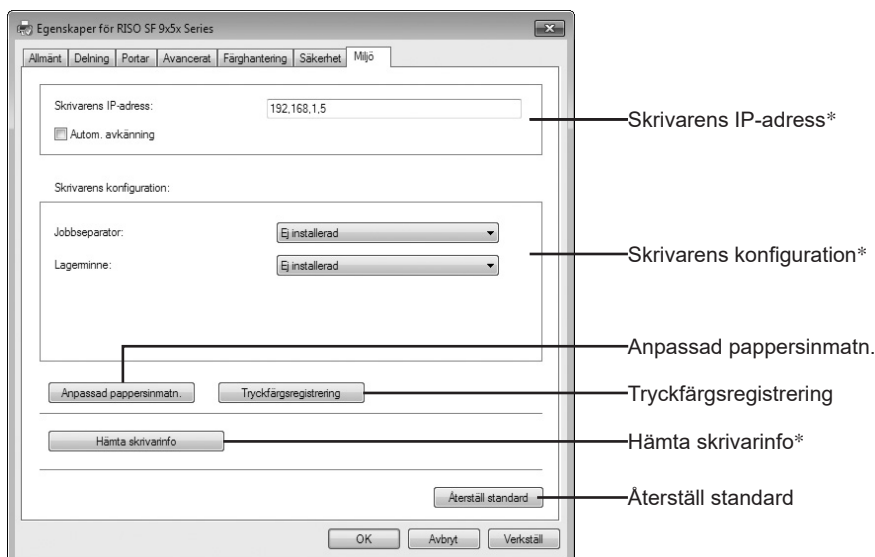 Egenskaper för RISO SF 9x5x Series
Allmänt Delning Portar Avancerat Färghantering Säkerhet Miljö
Skrivarens IP-adress: 192,168,1,5
Skrivarens IP-adress*
Autom. avkänning
Skrivarens konfiguration:
Jobbseparator: Ej installerad
Skrivarens konfiguration*
Lagerminne: Ej installerad
Anpassad pappersinmatn.
Anpassad pappersinmatn. Tryckfärgsregistrering
Tryckfärgsregistrering
Hämta skrivarinfo
Hämta skrivarinfo*
Återställ standard
Återställ standard
OK Avbryt Verkställ